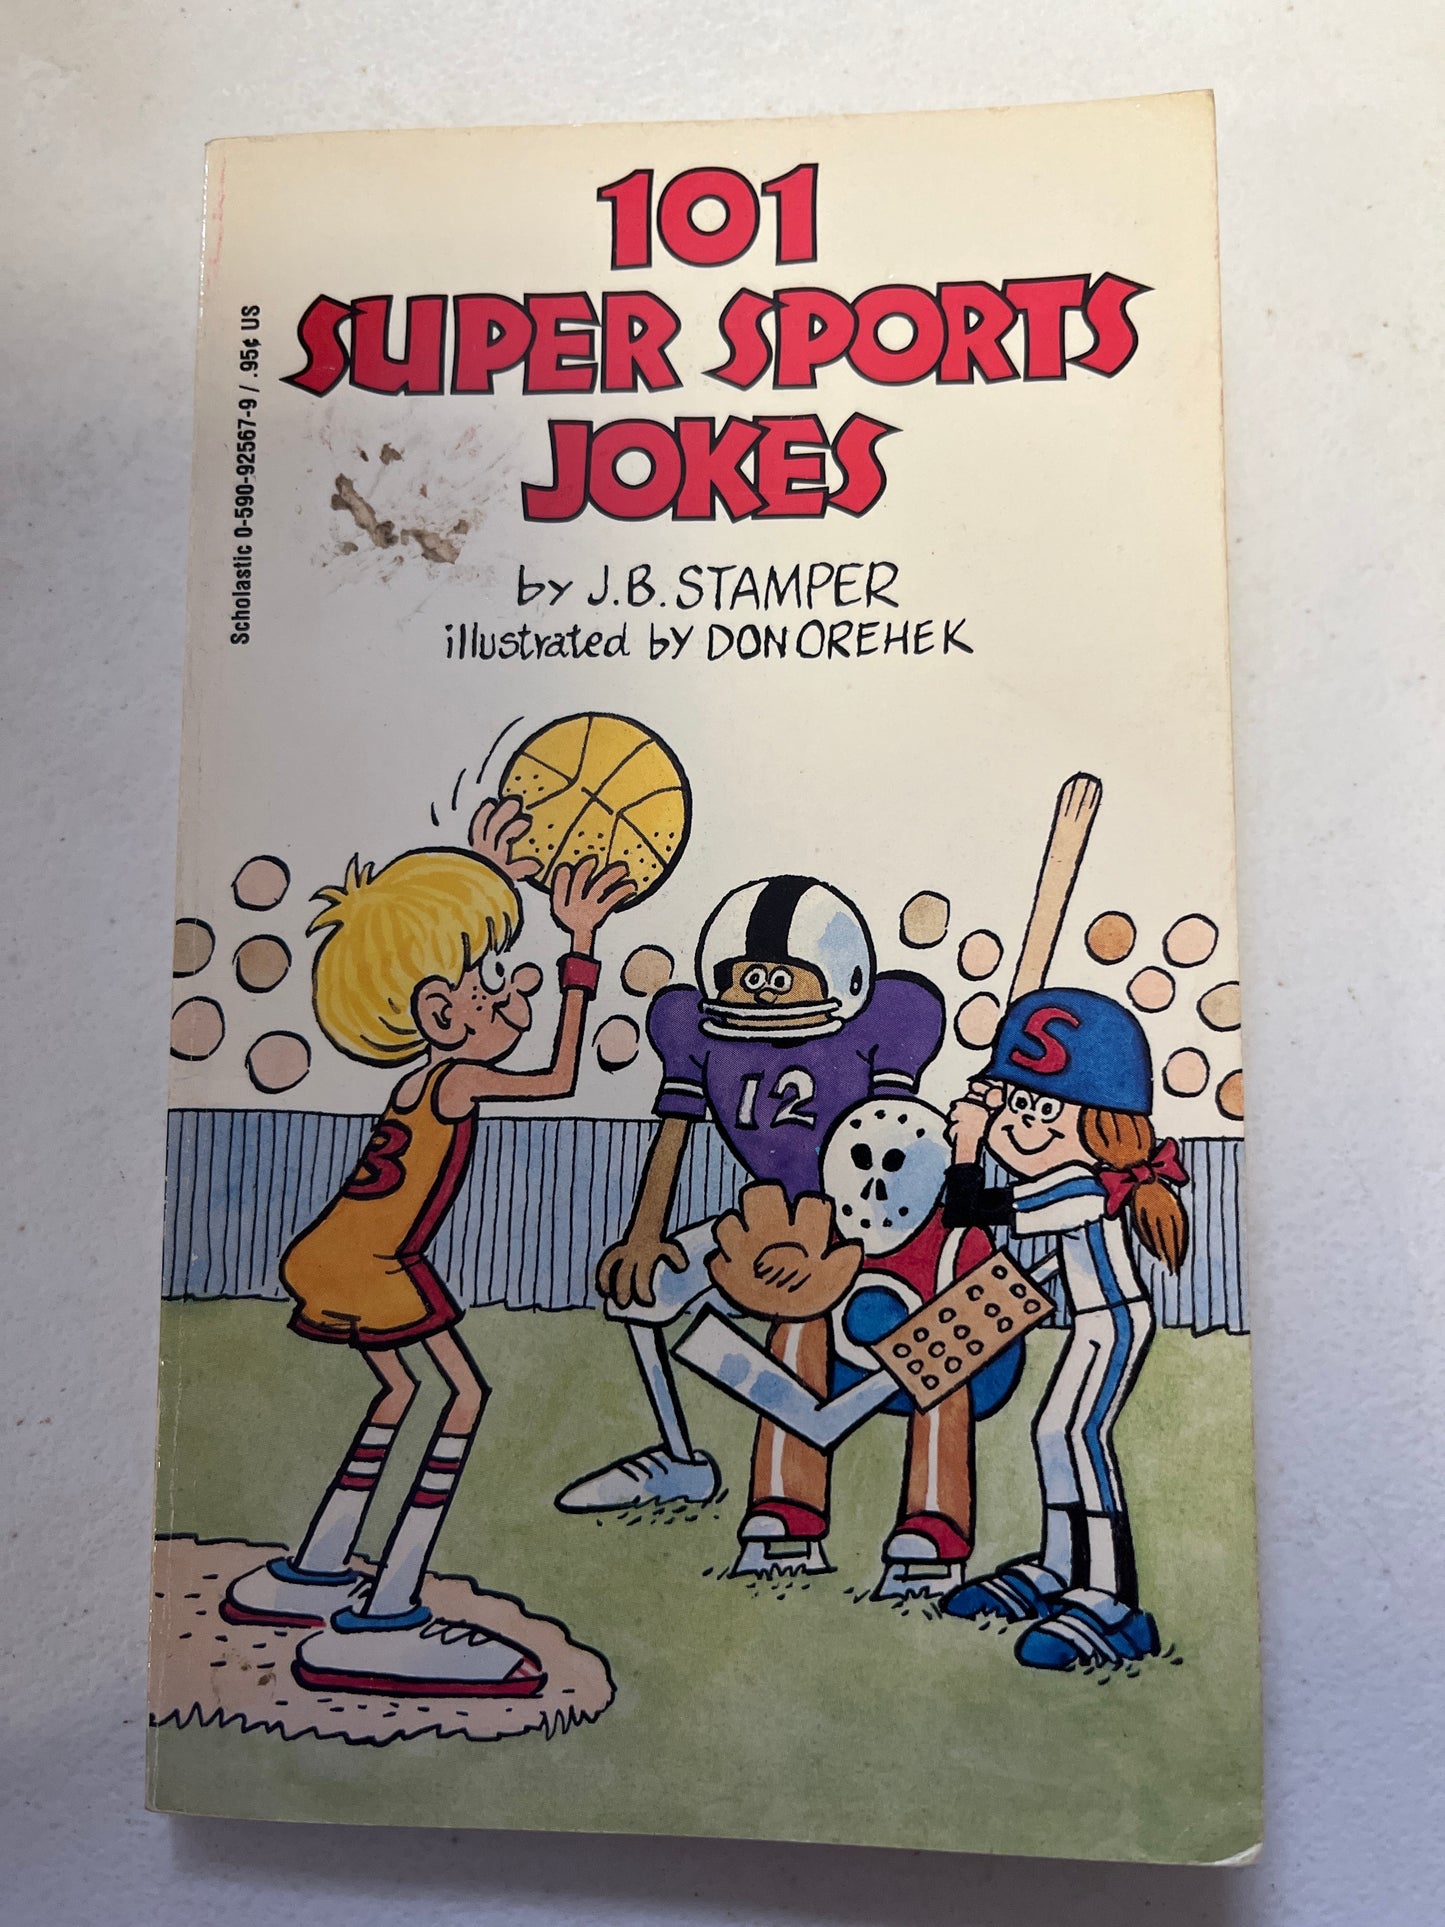 101
SUPER SPORTS
JOKES
by J.B. STAMPER
illustrated by DON OREHEK
Scholastic 0-590-92567-9 / .95¢ US
3
12
S